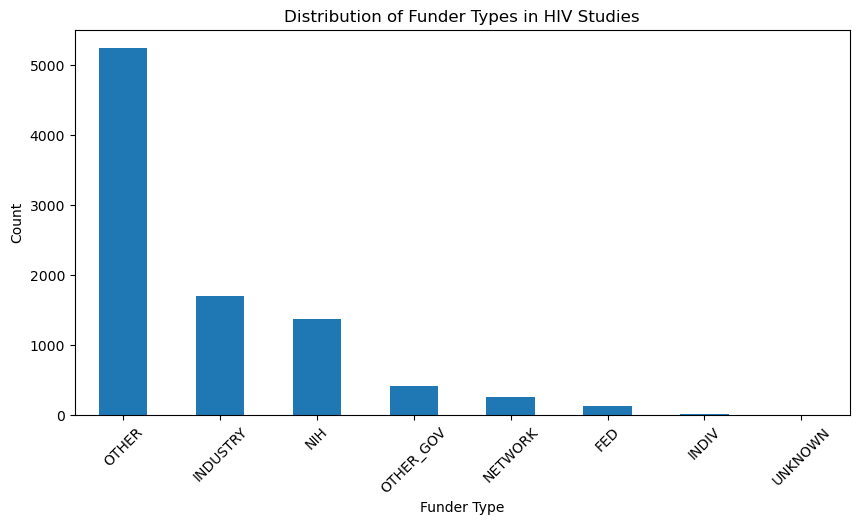 Distribution of Funder Types in HIV Studies
Count
5000
4000
3000
2000
1000
0
OTHER
INDUSTRY
NIH
OTHER_GOV
NETWORK
FED
INDIV
UNKNOWN
Funder Type